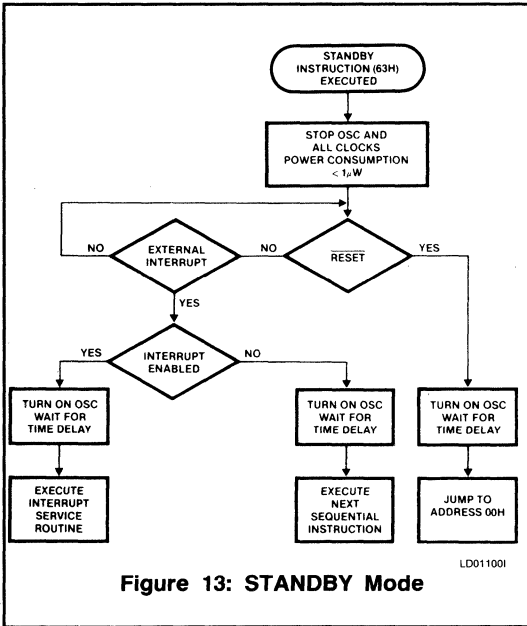 STANDBY
INSTRUCTION (63H)
EXECUTED
STOP OSC AND
ALL CLOCKS
POWER CONSUMPTION
< 1µW
NO
EXTERNAL
INTERRUPT
NO
RESET
YES
YES
YES
INTERRUPT
ENABLED
NO
TURN ON OSC
WAIT FOR
TIME DELAY
TURN ON OSC
WAIT FOR
TIME DELAY
TURN ON OSC
WAIT FOR
TIME DELAY
EXECUTE
INTERRUPT
SERVICE
ROUTINE
EXECUTE
NEXT
SEQUENTIAL
INSTRUCTION
JUMP TO
ADDRESS 00H
LD01100I
Figure 13: STANDBY Mode